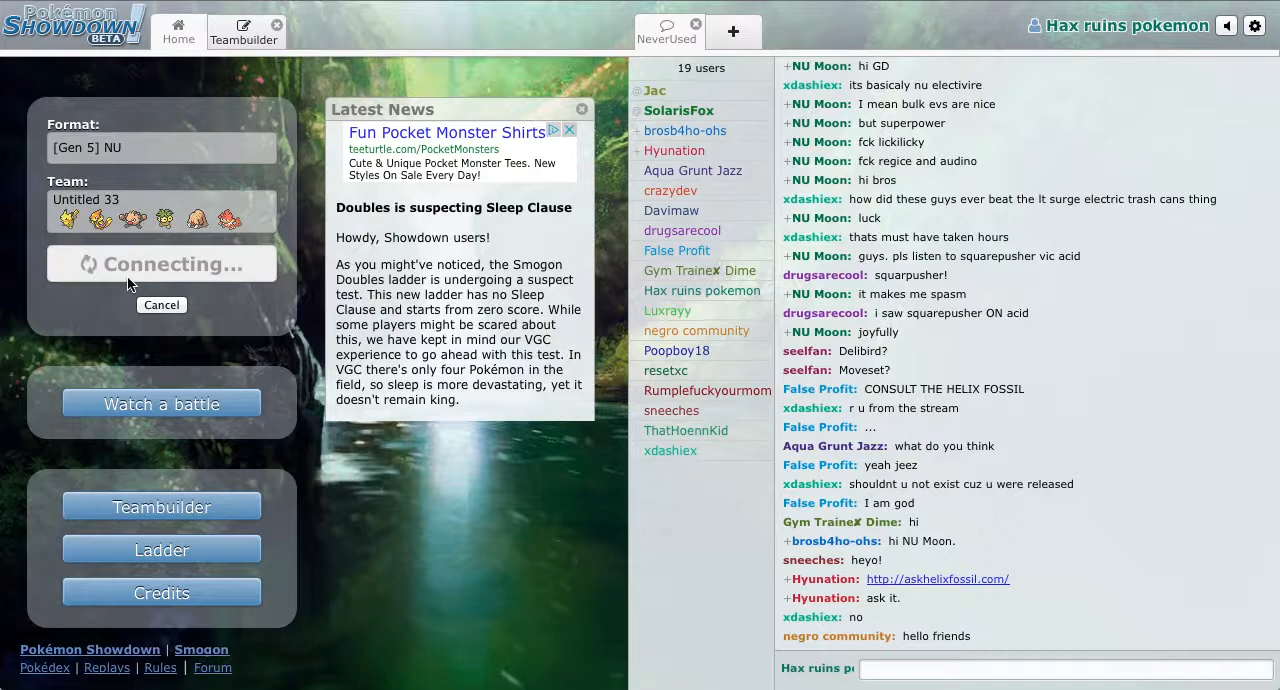 Pokémon
SHOWDOWN!
BETA
Home
Teambuilder
NeverUsed
+
Hax ruins pokemon
Format:
[Gen 5] NU
Team:
Untitled 33
Connecting...
Cancel
Watch a battle
Teambuilder
Ladder
Credits
Pokémon Showdown | Smogon
Pokédex | Replays | Rules | Forum
Latest News
Fun Pocket Monster Shirts
teeturtle.com/PocketMonsters
Cute & Unique Pocket Monster Tees. New
Styles On Sale Every Day!
Doubles is suspecting Sleep Clause
Howdy, Showdown users!
As you might've noticed, the Smogon
Doubles ladder is undergoing a suspect
test. This new ladder has no Sleep
Clause and starts from zero score. While
some players might be scared about
this, we have kept in mind our VGC
experience to go ahead with this test. In
VGC there's only four Pokémon in the
field, so sleep is more devastating, yet it
doesn't remain king.
19 users
@Jac
@SolarisFox
+brosb4ho-ohs
+Hyunation
Aqua Grunt Jazz
crazydev
Davimaw
drugsarecool
False Profit
Gym Traine✘ Dime
Hax ruins pokemon
Luxrayy
negro community
Poopboy18
resetxc
Rumplefuckyourmom
sneeches
ThatHoennKid
xdashiex
+NU Moon: hi GD
xdashiex: its basicaly nu electivire
+NU Moon: I mean bulk evs are nice
+NU Moon: but superpower
+NU Moon: fck lickilicky
+NU Moon: fck regice and audino
+NU Moon: hi bros
xdashiex: how did these guys ever beat the lt surge electric trash cans thing
+NU Moon: luck
xdashiex: thats must have taken hours
+NU Moon: guys. pls listen to squarepusher vic acid
drugsarecool: squarpusher!
+NU Moon: it makes me spasm
drugsarecool: i saw squarepusher ON acid
+NU Moon: joyfully
seelfan: Delibird?
seelfan: Moveset?
False Profit: CONSULT THE HELIX FOSSIL
xdashiex: r u from the stream
False Profit: ...
Aqua Grunt Jazz: what do you think
False Profit: yeah jeez
xdashiex: shouldnt u not exist cuz u were released
False Profit: I am god
Gym Traine✘ Dime: hi
+brosb4ho-ohs: hi NU Moon.
sneeches: heyo!
+Hyunation: http://askhelixfossil.com/
+Hyunation: ask it.
xdashiex: no
negro community: hello friends
Hax ruins p